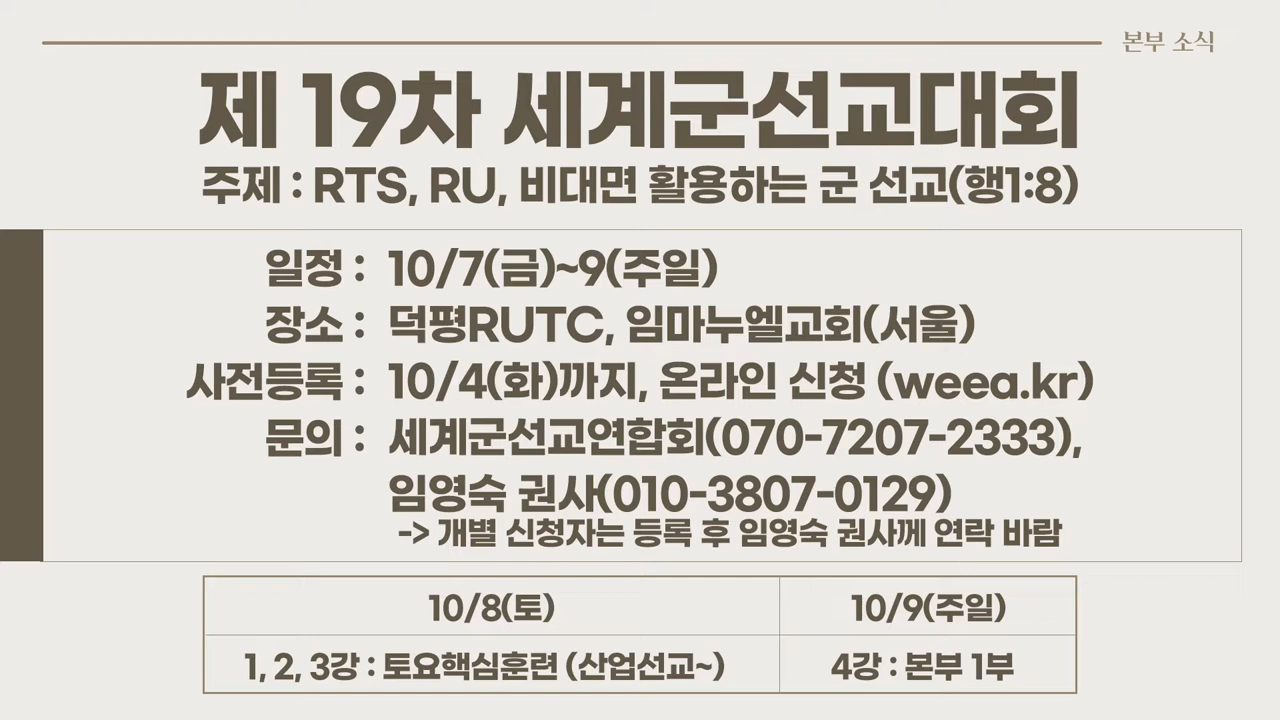 본부 소식
제 19차 세계군선교대회
주제 : RTS, RU, 비대면 활용하는 군 선교(행1:8)
일정 : 10/7(금)~9(주일)
장소 : 덕평RUTC, 임마누엘교회(서울)
사전등록 : 10/4(화)까지, 온라인 신청 (weea.kr)
문의 : 세계군선교연합회(070-7207-2333),
임영숙 권사(010-3807-0129)
-> 개별 신청자는 등록 후 임영숙 권사께 연락 바람
10/8(토) 10/9(주일)
1, 2, 3강 : 토요핵심훈련 (산업선교~) 4강 : 본부 1부